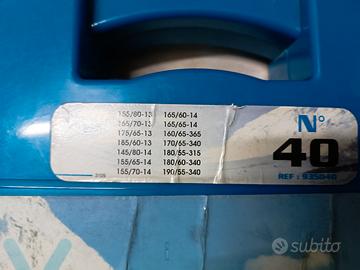 155/80-13 165/60-14
165/70-13 165/65-14
175/65-13 160/65-365
185/60-13 170/65-340
145/80-14 180/55-315
155/65-14 180/60-340
155/70-14 190/55-340
N°
40
REF: 935040
subito